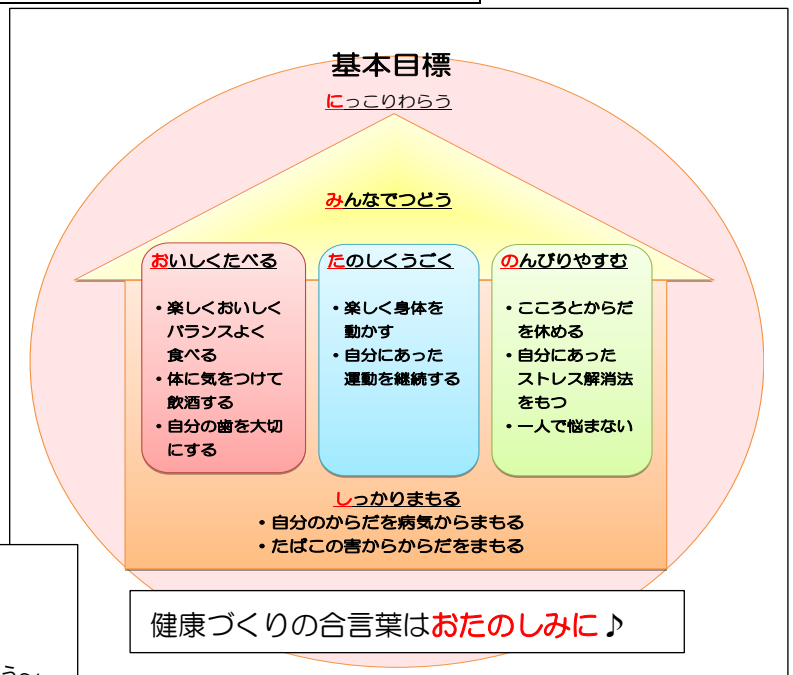 基本目標
にっこりわらう
みんなでつどう
おいしくたべる
・楽しくおいしく
バランスよく
食べる
・体に気をつけて
飲酒する
・自分の歯を大切
にする
たのしくうごく
・楽しく身体を
動かす
・自分にあった
運動を継続する
のんびりやすむ
・こころとからだ
を休める
・自分にあった
ストレス解消法
をもつ
・一人で悩まない
しっかりまもる
・自分のからだを病気からまもる
・たばこの害からからだをまもる
健康づくりの合言葉はおたのしみに♪